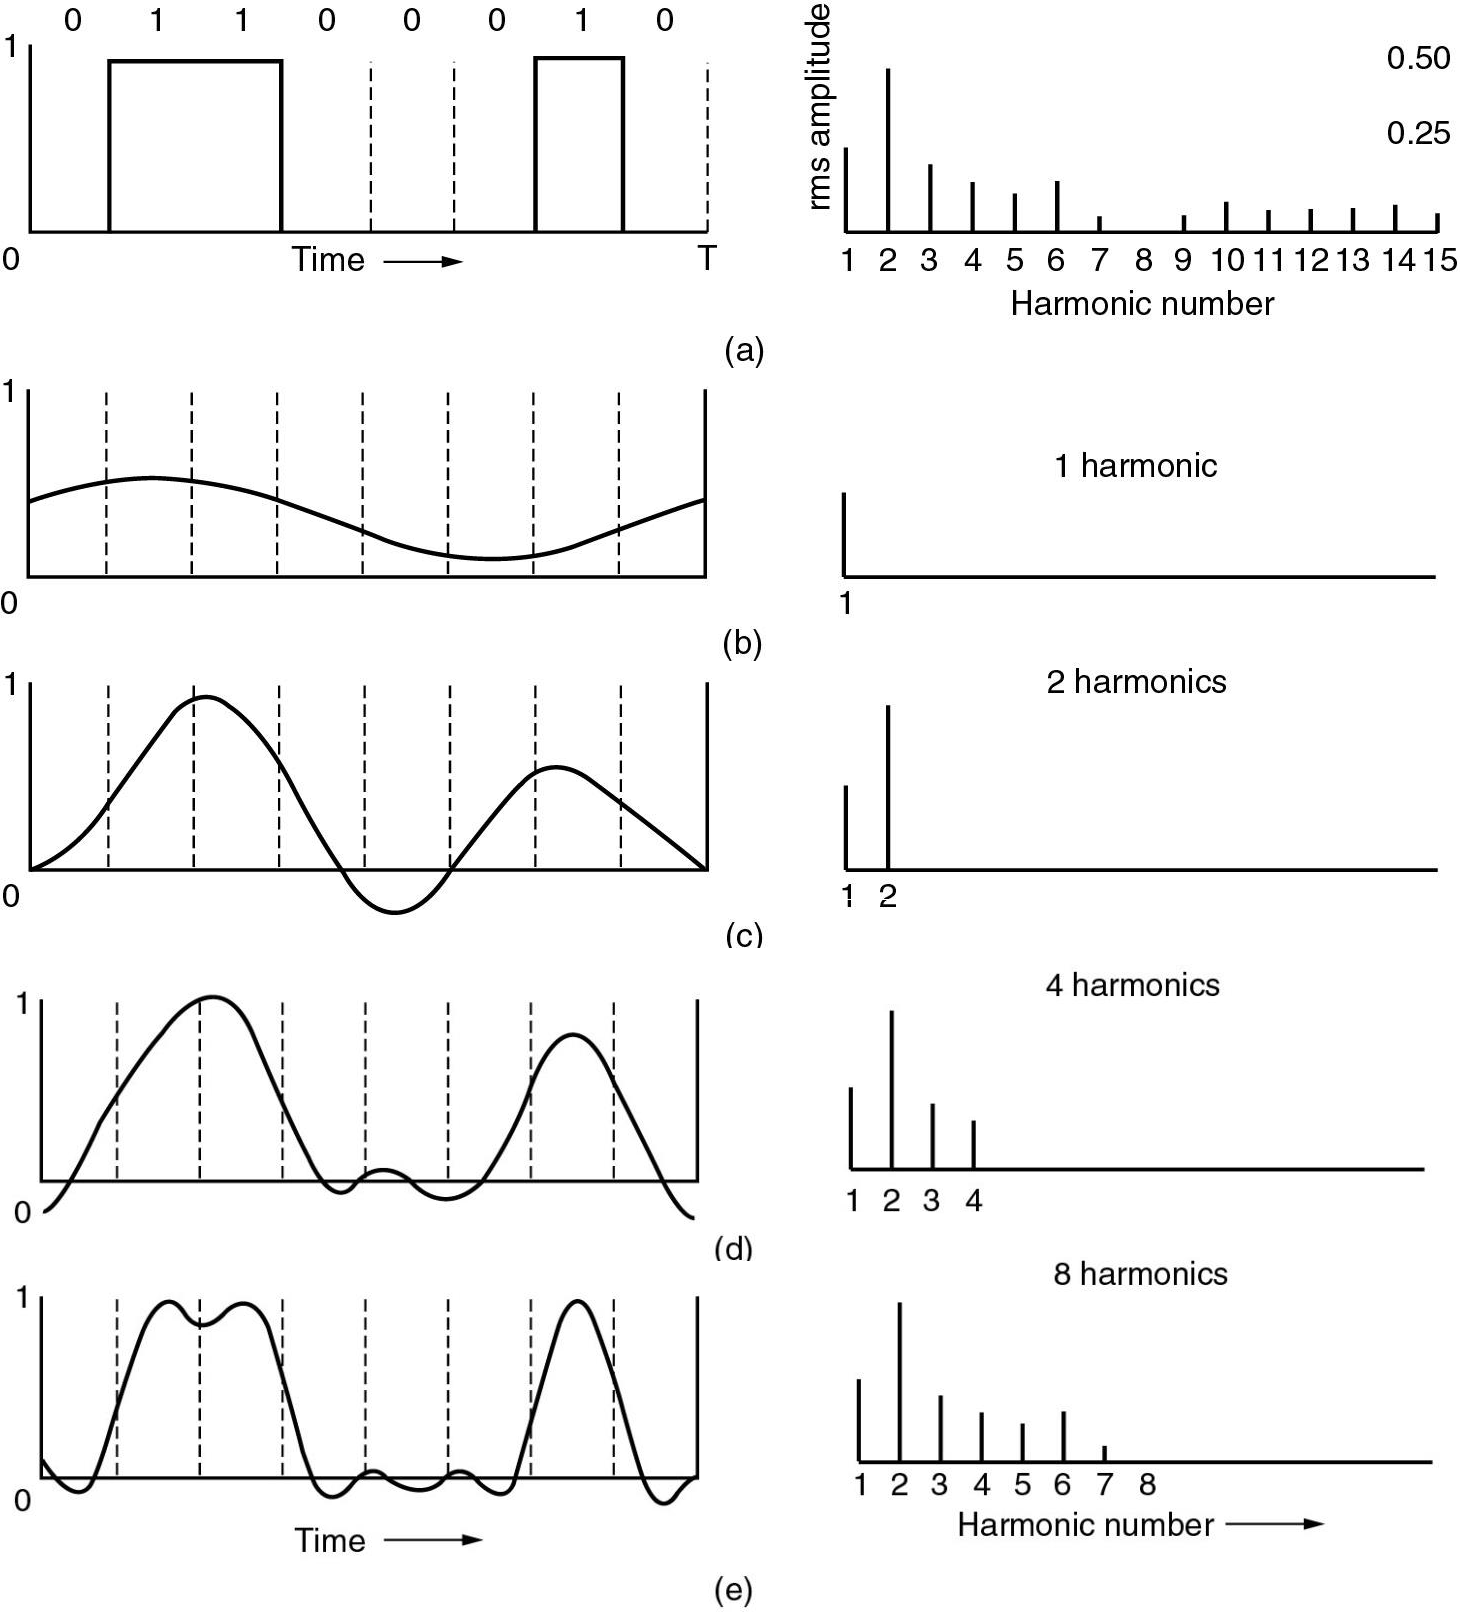 0 1 1 0 0 0 1 0
1
0
Time
T
rms amplitude
0.50
0.25
1 2 3 4 5 6 7 8 9 10 11 12 13 14 15
Harmonic number
(a)
1
0
1 harmonic
1
(b)
1
0
2 harmonics
1 2
(c)
1
0
4 harmonics
1 2 3 4
(d)
1
0
Time
8 harmonics
1 2 3 4 5 6 7 8
Harmonic number
(e)